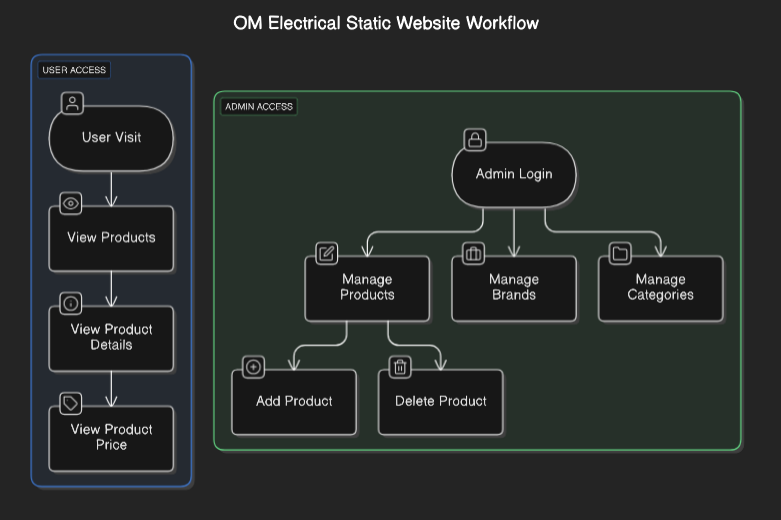 OM Electrical Static Website Workflow
USER ACCESS
User Visit
View Products
View Product
Details
View Product
Price
ADMIN ACCESS
Admin Login
Manage
Products
Manage
Brands
Manage
Categories
Add Product
Delete Product